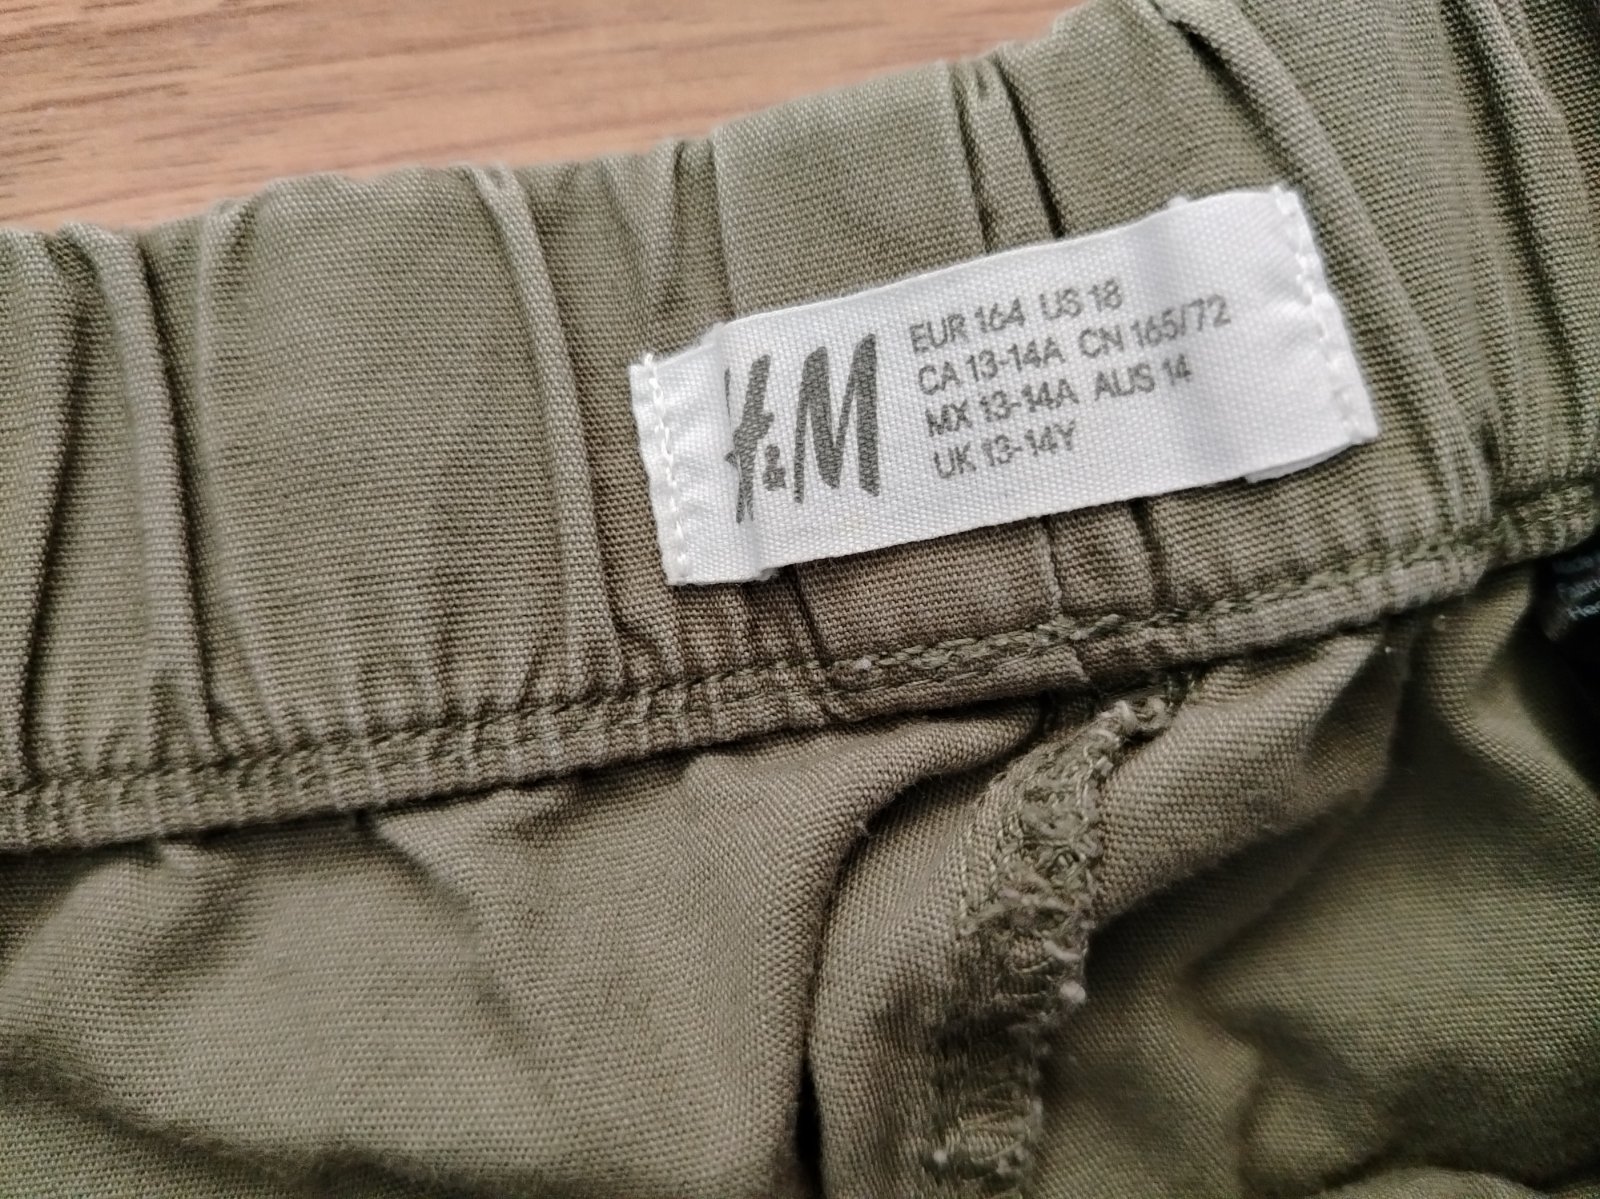 H&M
EUR 164 US 18
CA 13-14A CN 165/72
MX 13-14A AUS 14
UK 13-14Y